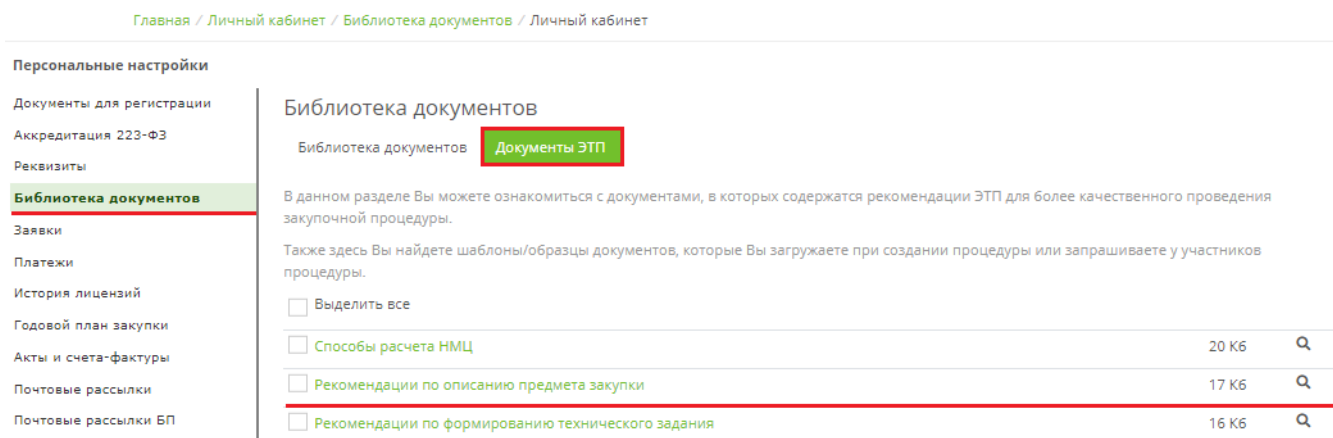 Главная / Личный кабинет / Библиотека документов / Личный кабинет
Персональные настройки
Документы для регистрации
Аккредитация 223-ФЗ
Реквизиты
Библиотека документов
Заявки
Платежи
История лицензий
Годовой план закупки
Акты и счета-фактуры
Почтовые рассылки
Почтовые рассылки БП
Библиотека документов
Библиотека документов Документы ЭТП
В данном разделе Вы можете ознакомиться с документами, в которых содержатся рекомендации ЭТП для более качественного проведения
закупочной процедуры.
Также здесь Вы найдете шаблоны/образцы документов, которые Вы загружаете при создании процедуры или запрашиваете у участников
процедуры.
Выделить все
Способы расчета НМЦ 20 Кб
Рекомендации по описанию предмета закупки 17 Кб
Рекомендации по формированию технического задания 16 Кб